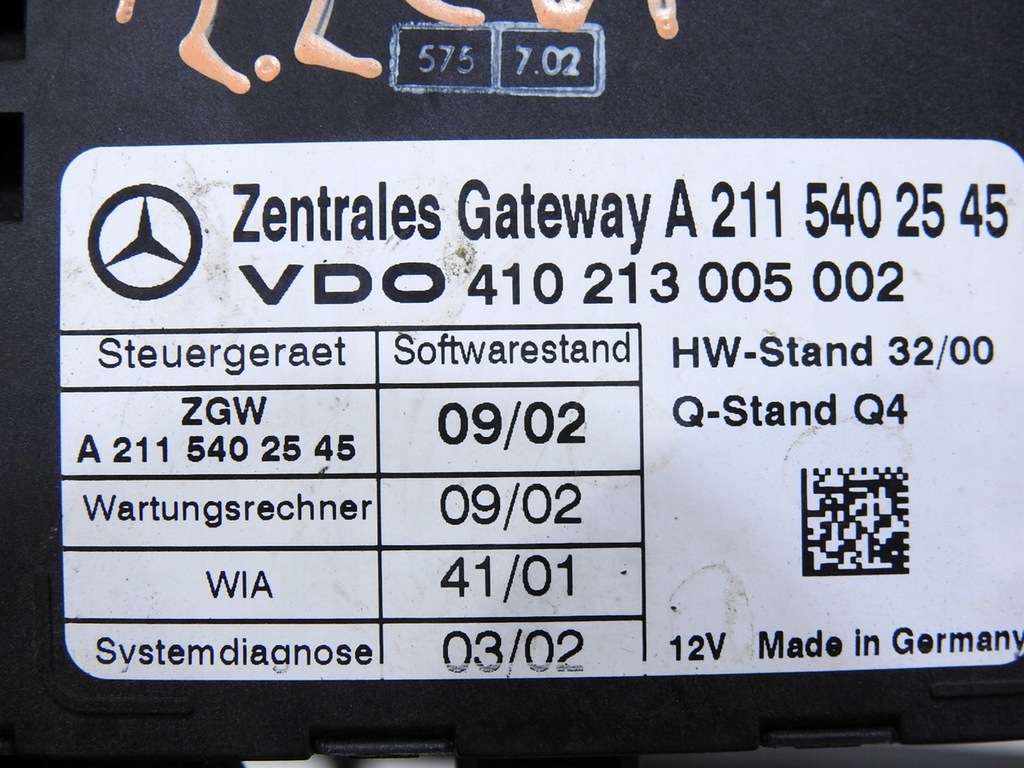 575 7.02
Zentrales Gateway A 211 540 25 45
VDO 410 213 005 002
Steuergeraet Softwarestand
HW-Stand 32/00
ZGW
A 211 540 25 45
09/02
Q-Stand Q4
Wartungsrechner 09/02
WIA 41/01
Systemdiagnose 03/02
12V Made in Germany